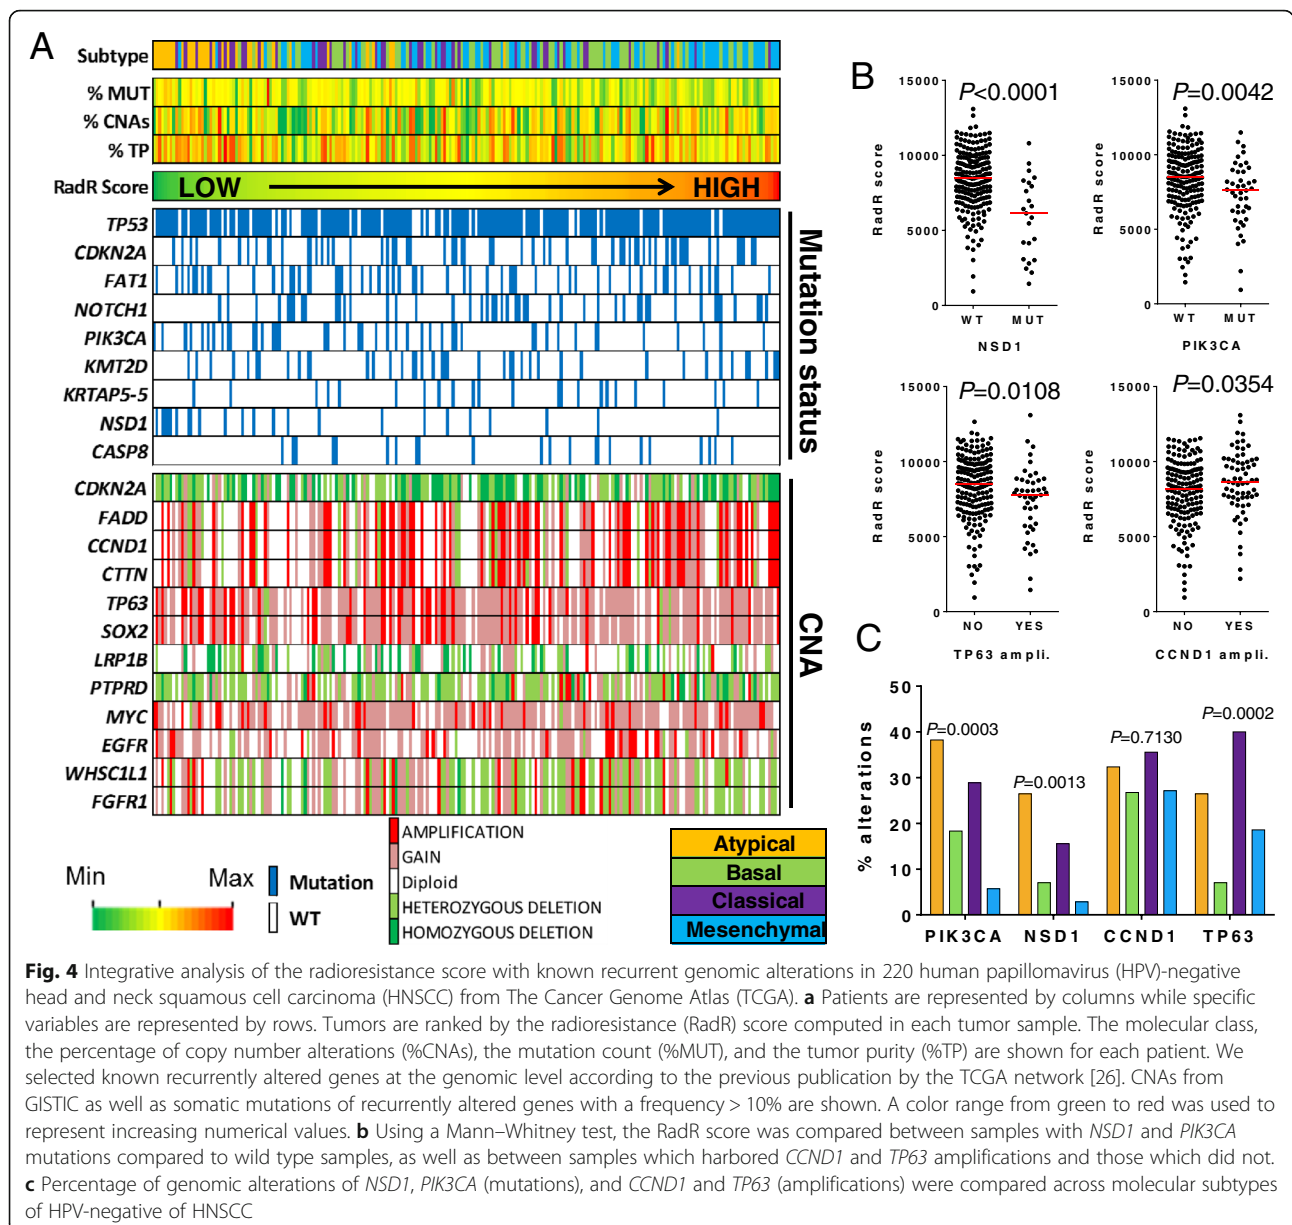 A
Subtype
% MUT
% CNAs
% TP
RadR Score
LOW
HIGH
TP53
CDKN2A
FAT1
NOTCH1
PIK3CA
KMT2D
KRTAP5-5
NSD1
CASP8
Mutation status
CDKN2A
FADD
CCND1
CTTN
TP63
SOX2
LRP1B
PTPRD
MYC
EGFR
WHSC1L1
FGFR1
CNA
Min Max
Mutation
WT
AMPLIFICATION
GAIN
Diploid
HETEROZYGOUS DELETION
HOMOZYGOUS DELETION
Atypical
Basal
Classical
Mesenchymal
B
15000
10000
5000
0
RadR score
P<0.0001
WT MUT
NSD1
15000
10000
5000
0
RadR score
P=0.0042
WT MUT
PIK3CA
15000
10000
5000
0
RadR score
P=0.0108
NO YES
TP63 ampli.
15000
10000
5000
0
RadR score
P=0.0354
NO YES
CCND1 ampli.
C
50
40
30
20
10
0
% alterations
P=0.0003
P=0.0013
P=0.7130
P=0.0002
PIK3CA NSD1 CCND1 TP63
Fig. 4 Integrative analysis of the radioresistance score with known recurrent genomic alterations in 220 human papillomavirus (HPV)-negative
head and neck squamous cell carcinoma (HNSCC) from The Cancer Genome Atlas (TCGA). a Patients are represented by columns while specific
variables are represented by rows. Tumors are ranked by the radioresistance (RadR) score computed in each tumor sample. The molecular class,
the percentage of copy number alterations (%CNAs), the mutation count (%MUT), and the tumor purity (%TP) are shown for each patient. We
selected known recurrently altered genes at the genomic level according to the previous publication by the TCGA network [26]. CNAs from
GISTIC as well as somatic mutations of recurrently altered genes with a frequency > 10% are shown. A color range from green to red was used to
represent increasing numerical values. b Using a Mann–Whitney test, the RadR score was compared between samples with NSD1 and PIK3CA
mutations compared to wild type samples, as well as between samples which harbored CCND1 and TP63 amplifications and those which did not.
c Percentage of genomic alterations of NSD1, PIK3CA (mutations), and CCND1 and TP63 (amplifications) were compared across molecular subtypes
of HPV-negative of HNSCC